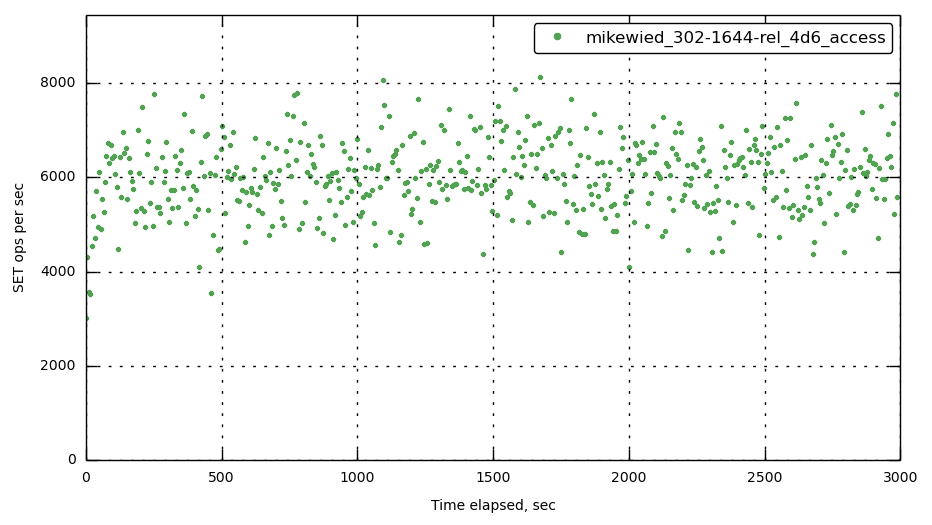 mikewied_302-1644-rel_4d6_access
8000
6000
4000
2000
0
SET ops per sec
0 500 1000 1500 2000 2500 3000
Time elapsed, sec